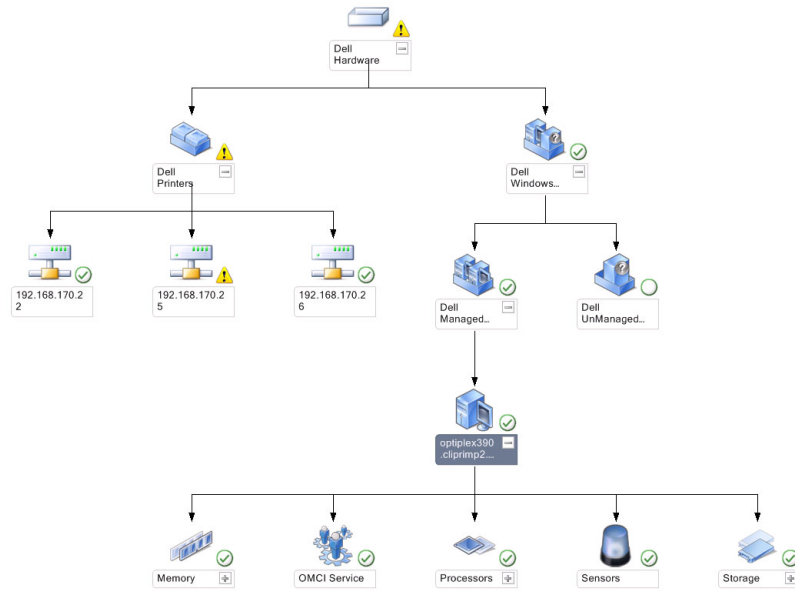 Dell
Hardware
Dell
Printers
Dell
Windows...
192.168.170.2
2
192.168.170.2
5
192.168.170.2
6
Dell
Managed...
Dell
UnManaged...
optiplex390
.cliprimp2...
Memory
OMCI Service
Processors
Sensors
Storage